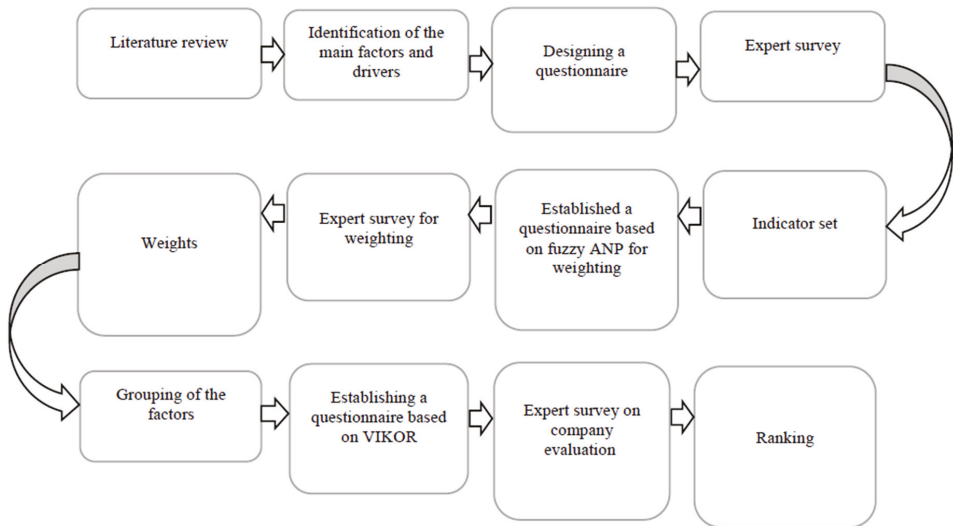 Literature review
Identification of the
main factors and
drivers
Designing a
questionnaire
Expert survey
Weights
Expert survey for
weighting
Established a
questionnaire based
on fuzzy ANP for
weighting
Indicator set
Grouping of the
factors
Establishing a
questionnaire based
on VIKOR
Expert survey on
company
evaluation
Ranking